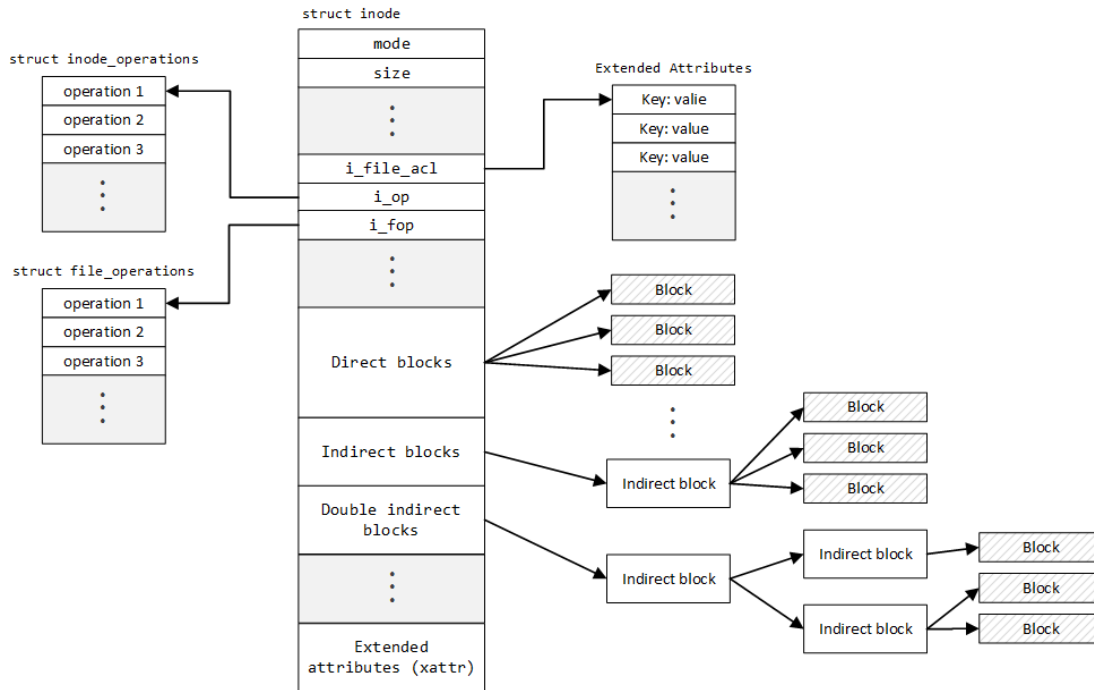 struct inode
mode
size
i_file_acl
i_op
i_fop
Direct blocks
Indirect blocks
Double indirect
blocks
Extended
attributes (xattr)
struct inode_operations
operation 1
operation 2
operation 3
struct file_operations
operation 1
operation 2
operation 3
Extended Attributes
Key: valie
Key: value
Key: value
Block
Block
Block
Indirect block
Block
Block
Block
Indirect block
Indirect block
Block
Indirect block
Block
Block